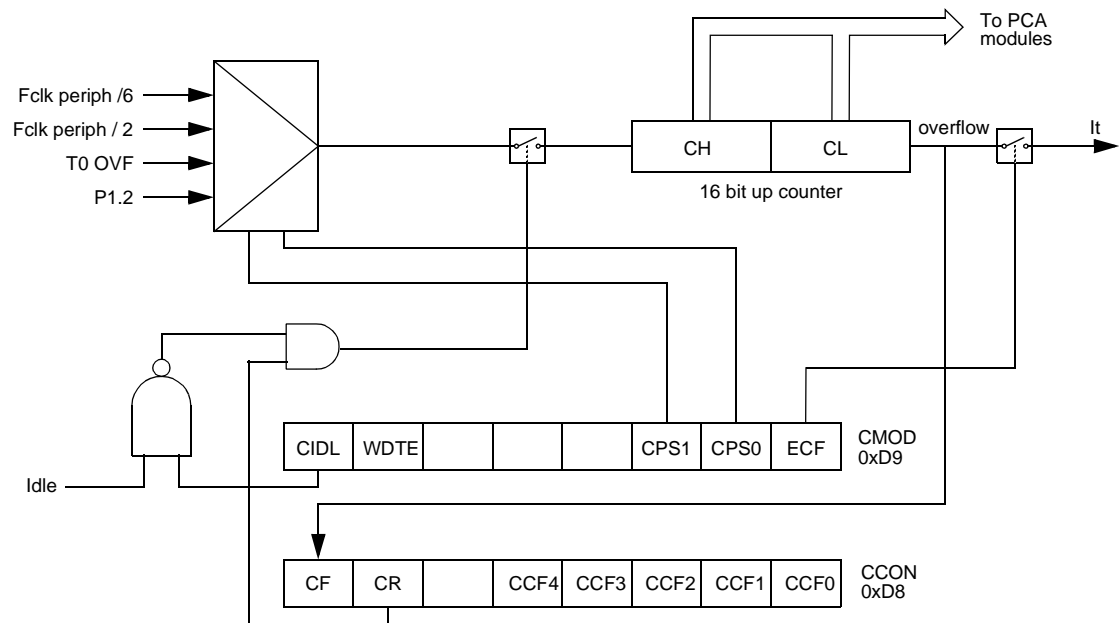 To PCA
modules
Fclk periph /6
Fclk periph / 2
T0 OVF
P1.2
CH CL
overflow
It
16 bit up counter
CIDL WDTE CPS1 CPS0 ECF
CMOD
0xD9
Idle
CF CR CCF4 CCF3 CCF2 CCF1 CCF0
CCON
0xD8